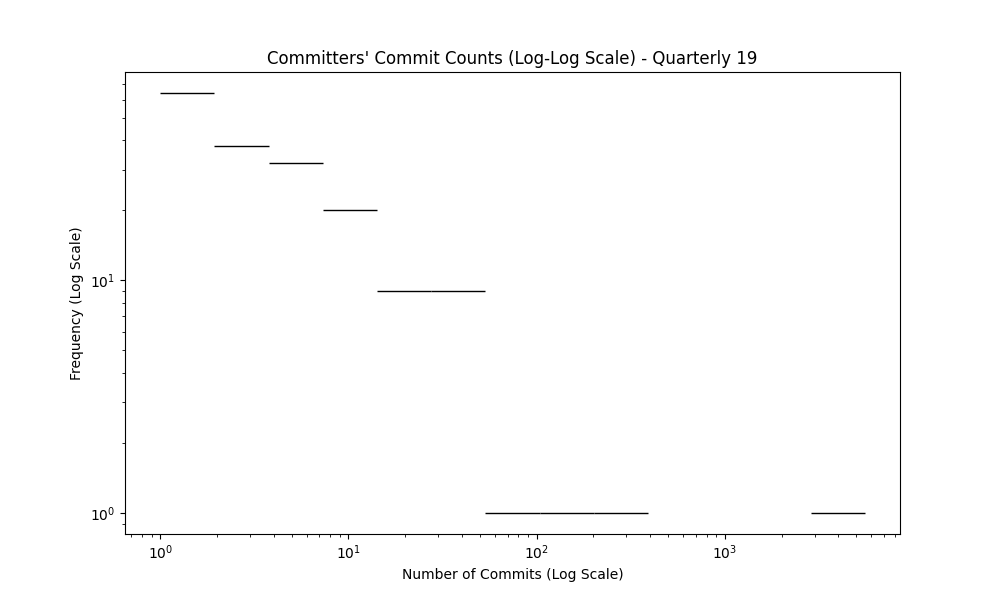 Committers' Commit Counts (Log-Log Scale) - Quarterly 19
Frequency (Log Scale)
10¹
10⁰
10⁰ 10¹ 10² 10³
Number of Commits (Log Scale)